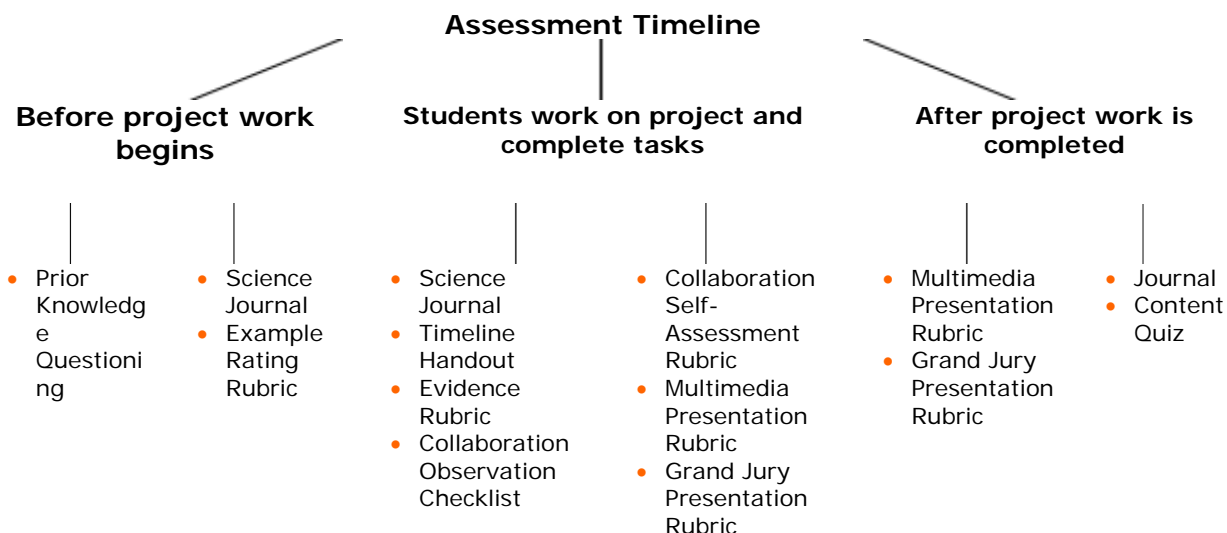 Assessment Timeline
Before project work
begins
Students work on project and
complete tasks
After project work is
completed
• Prior
Knowledg
e
Questioni
ng
• Science
Journal
• Example
Rating
Rubric
• Science
Journal
• Timeline
Handout
• Evidence
Rubric
• Collaboration
Observation
Checklist
• Collaboration
Self-
Assessment
Rubric
• Multimedia
Presentation
Rubric
• Grand Jury
Presentation
Rubric
• Multimedia
Presentation
Rubric
• Grand Jury
Presentation
Rubric
• Journal
• Content
Quiz